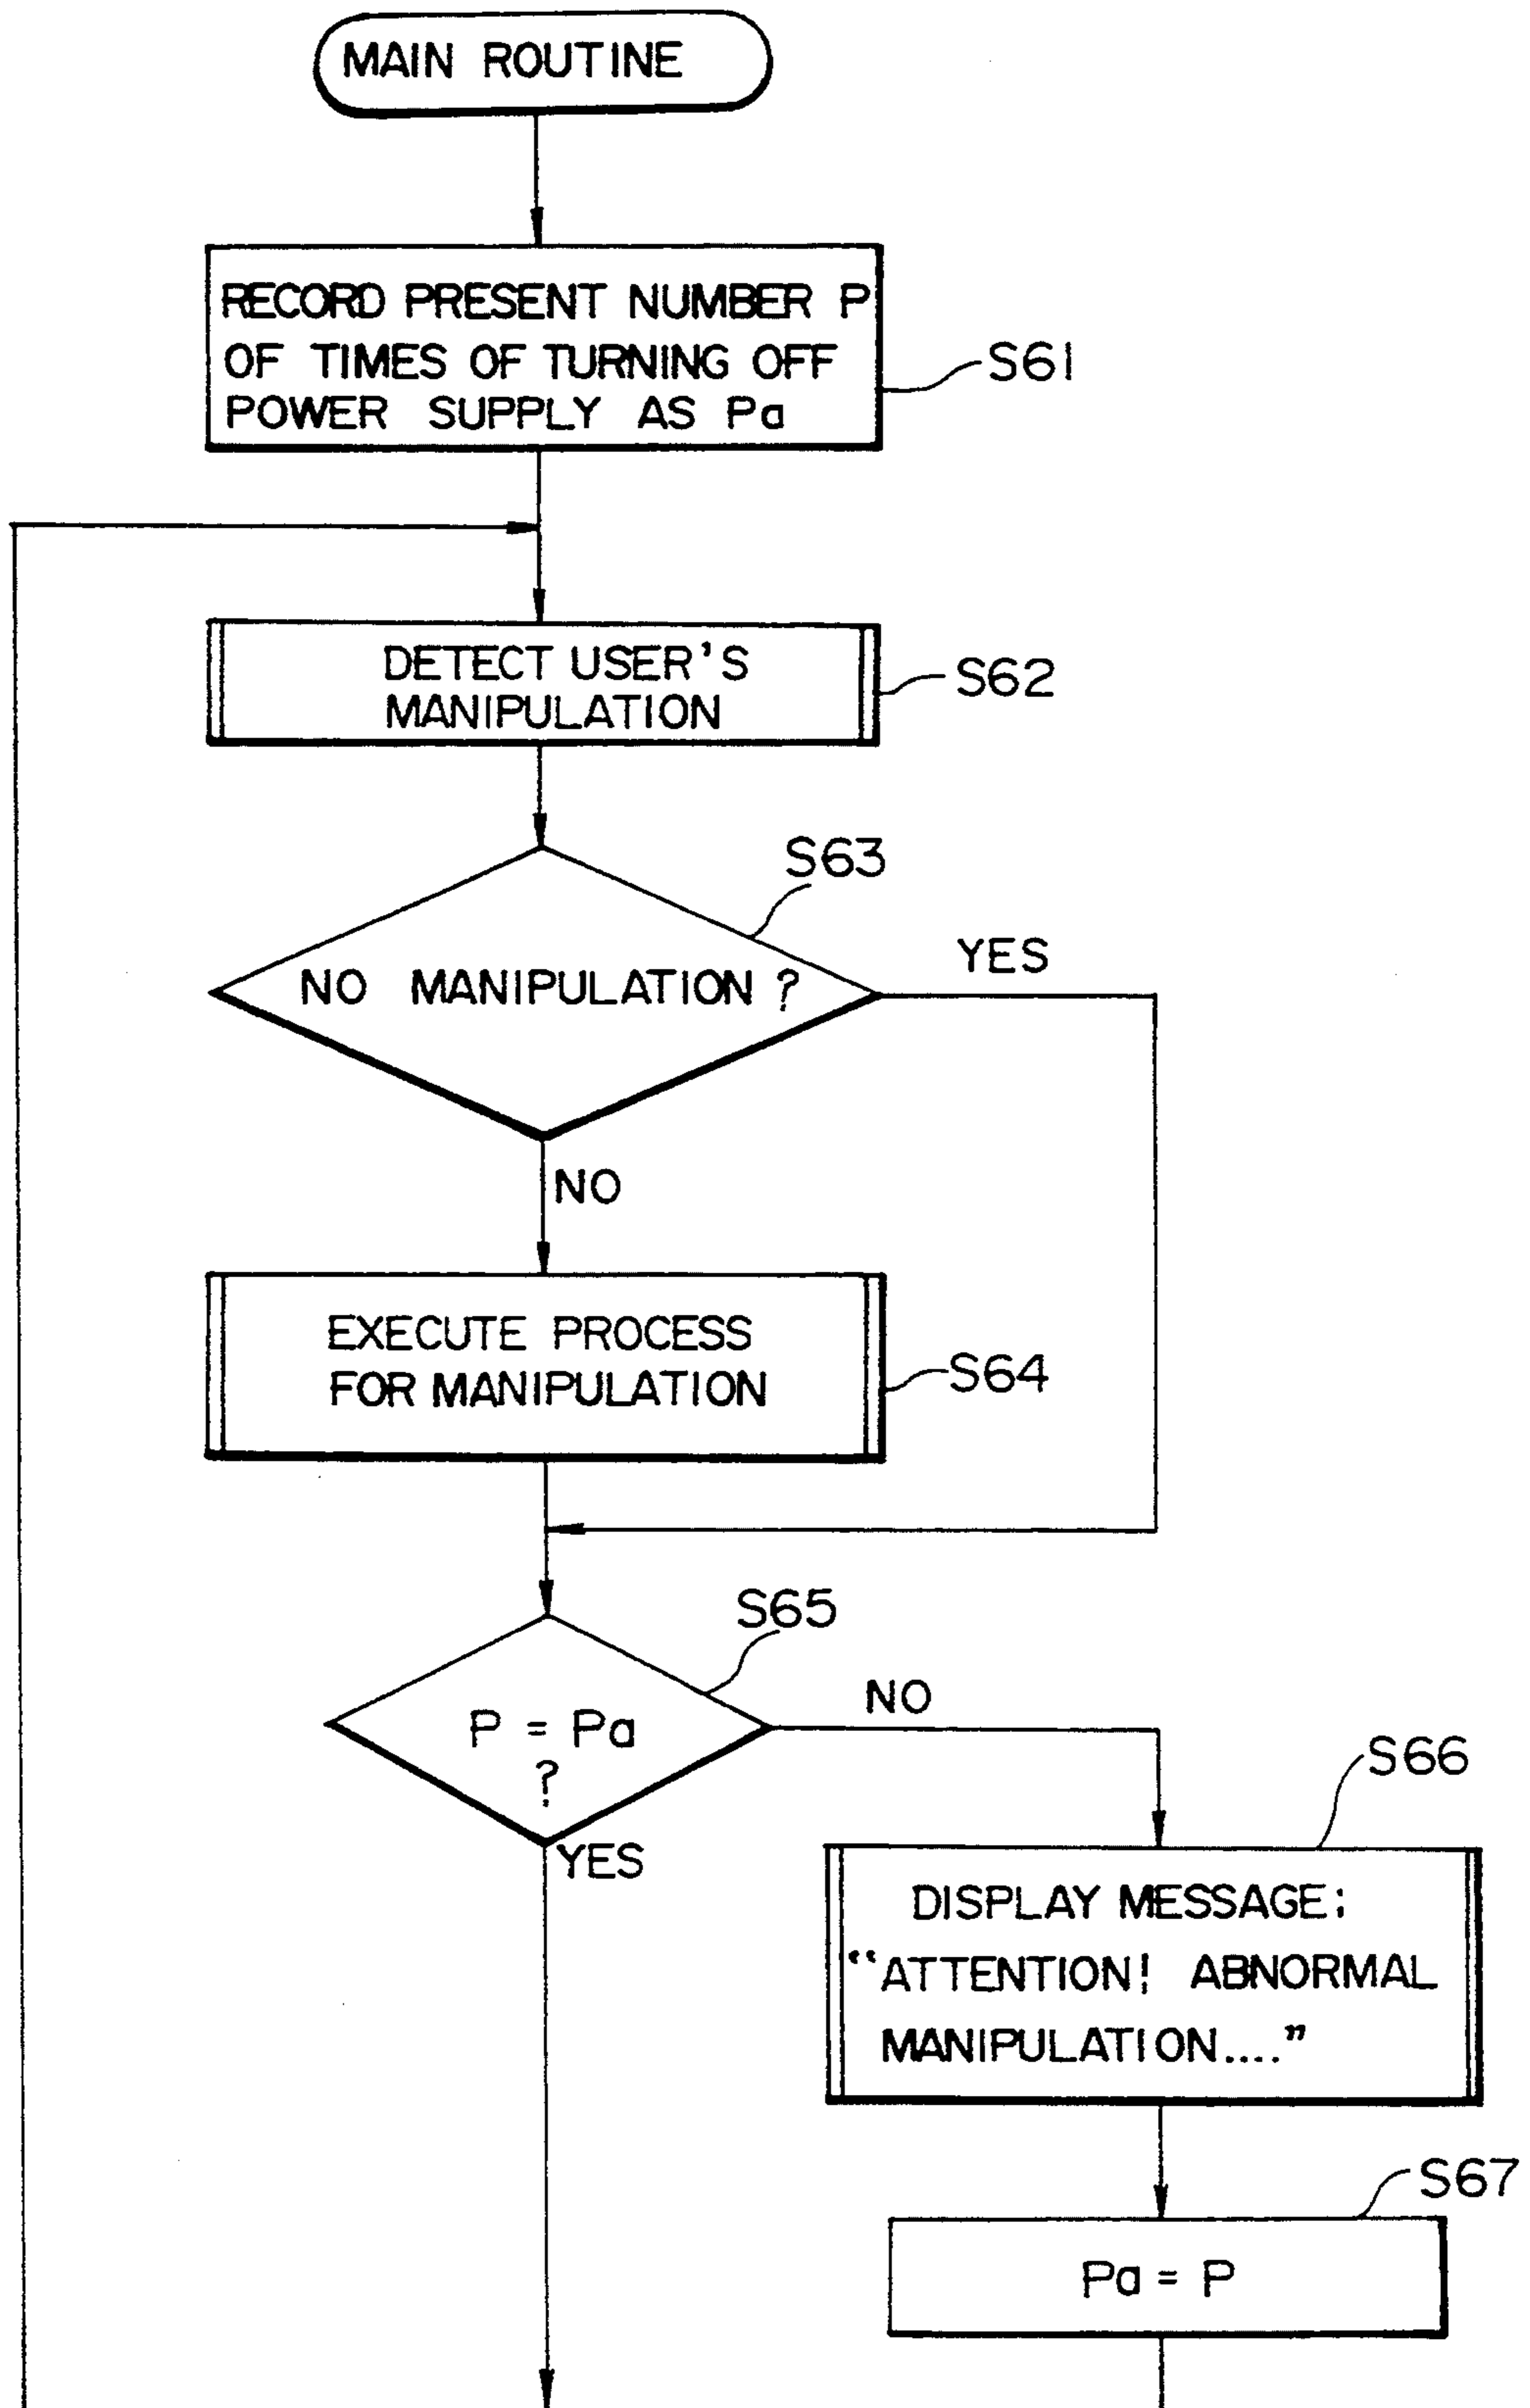 MAIN ROUTINE
RECORD PRESENT NUMBER P
OF TIMES OF TURNING OFF
POWER SUPPLY AS Pa
S61
DETECT USER'S
MANIPULATION
S62
S63
NO MANIPULATION ?
YES
NO
EXECUTE PROCESS
FOR MANIPULATION
S64
S65
P = Pa
?
NO
YES
S66
DISPLAY MESSAGE:
“ATTENTION! ABNORMAL
MANIPULATION....”
S67
Pa = P